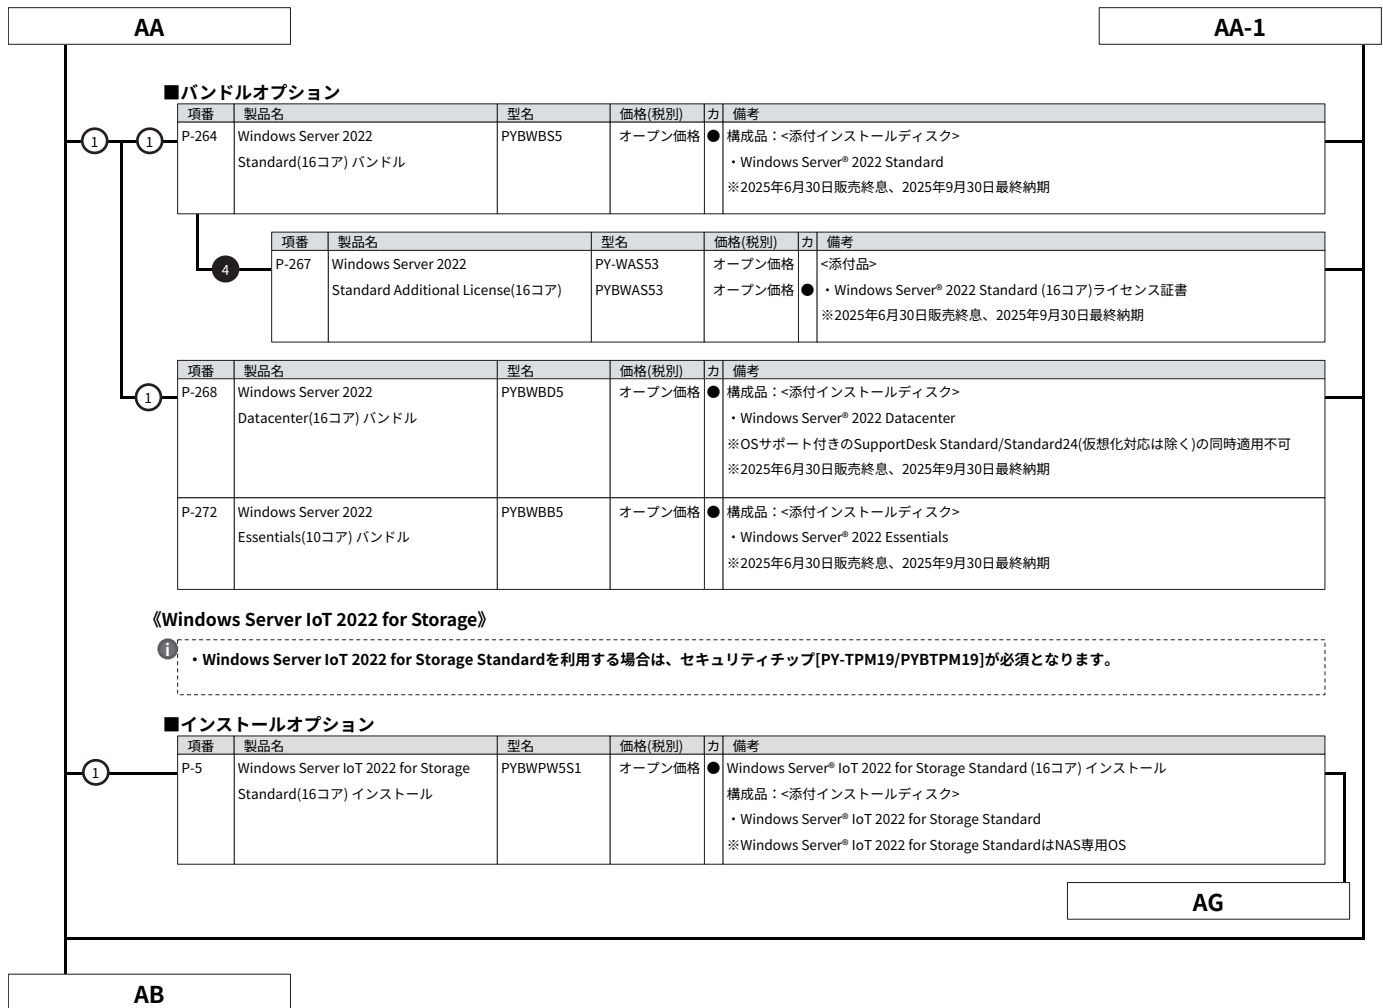 AA
AA-1
■バンドルオプション
項番 製品名 型名 価格(税別) カ 備考
1 1 P-264 Windows Server 2022 PYBWBS5 オープン価格 ● 構成品：<添付インストールディスク>
Standard(16コア) バンドル ・Windows Server® 2022 Standard
※2025年6月30日販売終息、2025年9月30日最終納期
項番 製品名 型名 価格(税別) カ 備考
4 P-267 Windows Server 2022 PY-WAS53 オープン価格 <添付品>
Standard Additional License(16コア) PYBWAS53 オープン価格 ● ・Windows Server® 2022 Standard (16コア)ライセンス証書
※2025年6月30日販売終息、2025年9月30日最終納期
項番 製品名 型名 価格(税別) カ 備考
1 P-268 Windows Server 2022 PYBWBD5 オープン価格 ● 構成品：<添付インストールディスク>
Datacenter(16コア) バンドル ・Windows Server® 2022 Datacenter
※OSサポート付きのSupportDesk Standard/Standard24(仮想化対応は除く)の同時適用不可
※2025年6月30日販売終息、2025年9月30日最終納期
P-272 Windows Server 2022 PYBWBB5 オープン価格 ● 構成品：<添付インストールディスク>
Essentials(10コア) バンドル ・Windows Server® 2022 Essentials
※2025年6月30日販売終息、2025年9月30日最終納期
《Windows Server IoT 2022 for Storage》
i
・Windows Server IoT 2022 for Storage Standardを利用する場合は、セキュリティチップ[PY-TPM19/PYBTPM19]が必須となります。
■インストールオプション
項番 製品名 型名 価格(税別) カ 備考
1 P-5 Windows Server IoT 2022 for Storage PYBWPW5S1 オープン価格 ● Windows Server® IoT 2022 for Storage Standard (16コア) インストール
Standard(16コア) インストール 構成品：<添付インストールディスク>
・Windows Server® IoT 2022 for Storage Standard
※Windows Server® IoT 2022 for Storage StandardはNAS専用OS
AG
AB